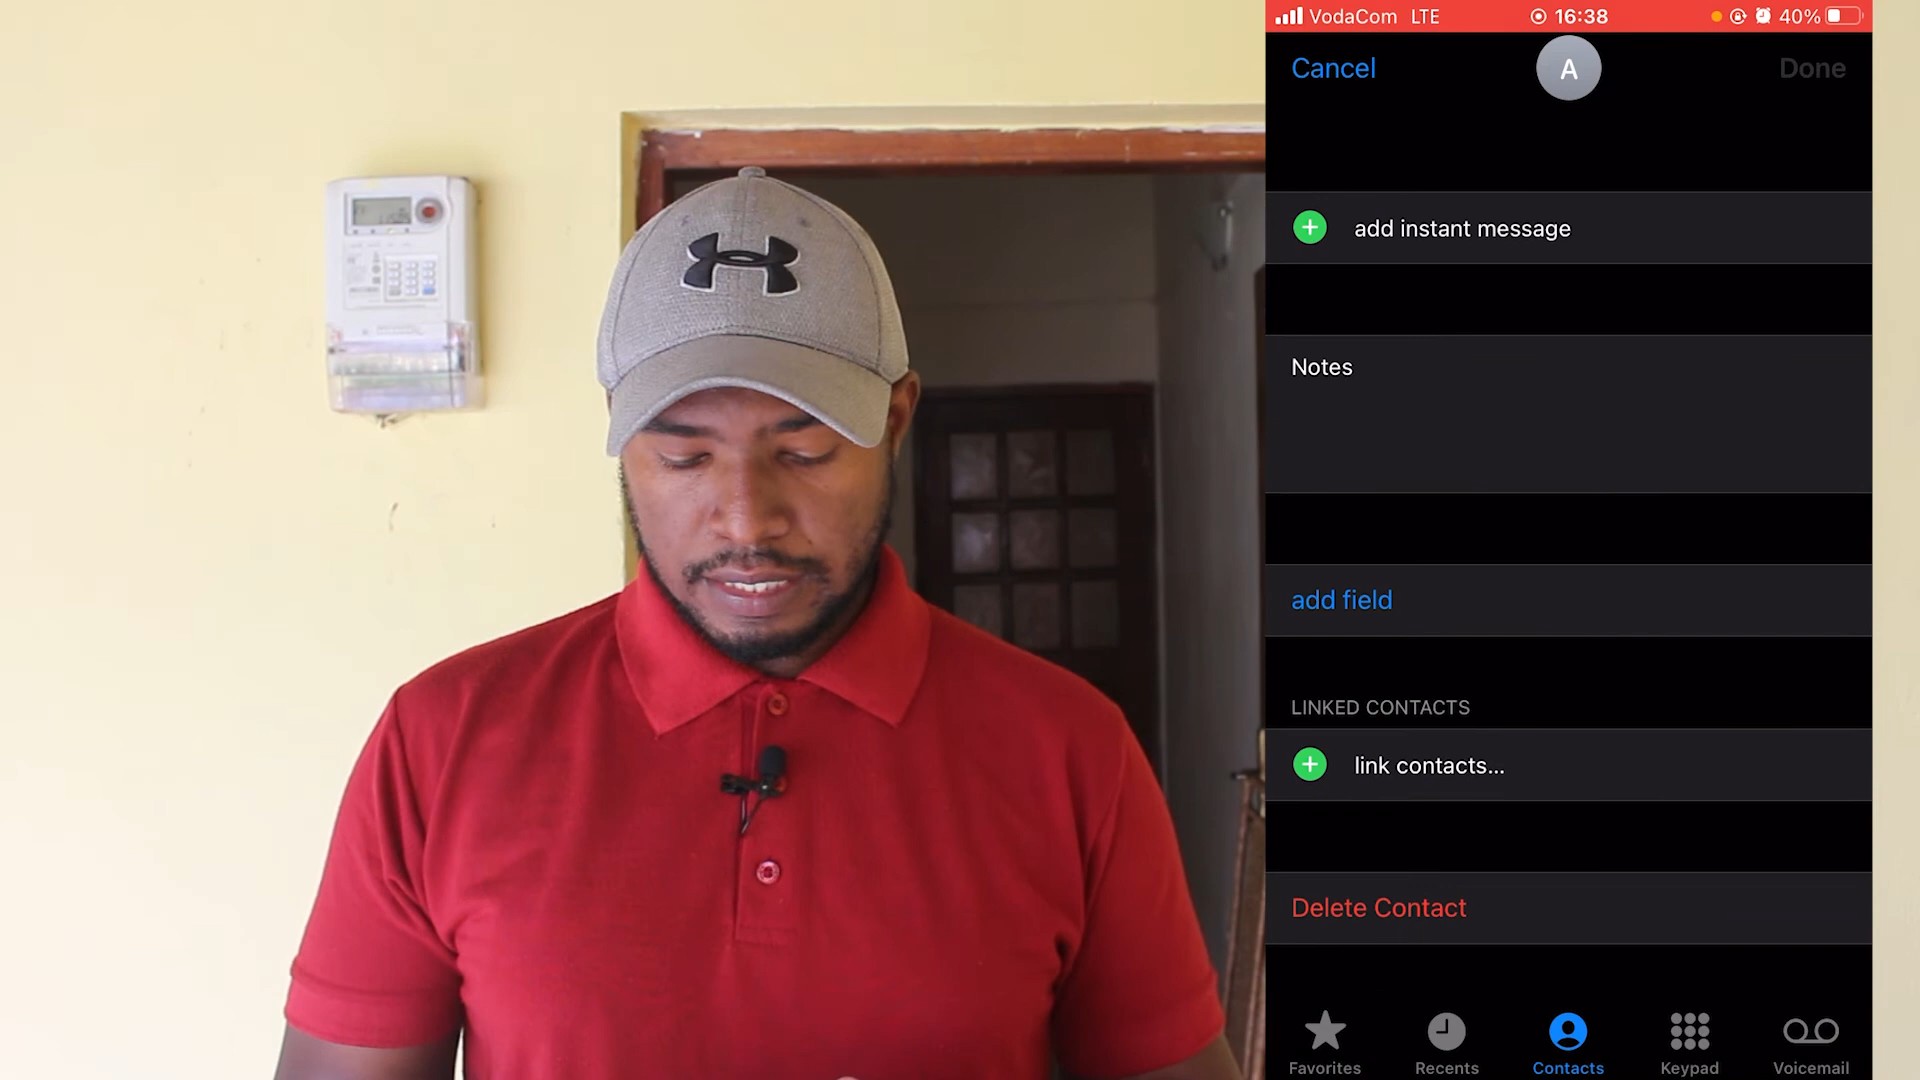 VodaCom LTE 16:38 40%
Cancel A Done
add instant message
Notes
add field
LINKED CONTACTS
link contacts...
Delete Contact
Favorites Recents Contacts Keypad Voicemail